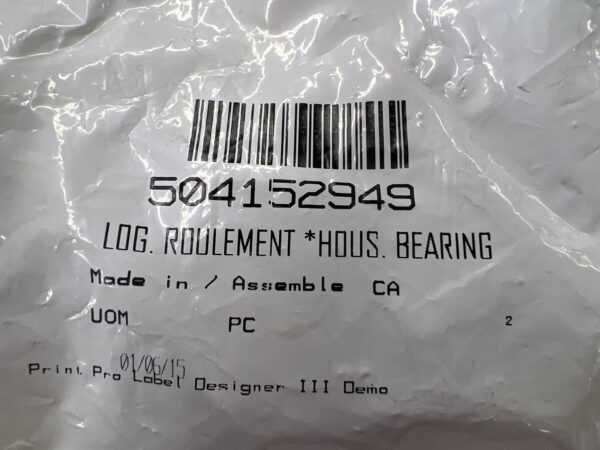 504152949
LOG. ROULEMENT *HOUS. BEARING
Made in / Assemble CA
UOM PC 2
01/06/15
Print Pro Label Designer III Demo